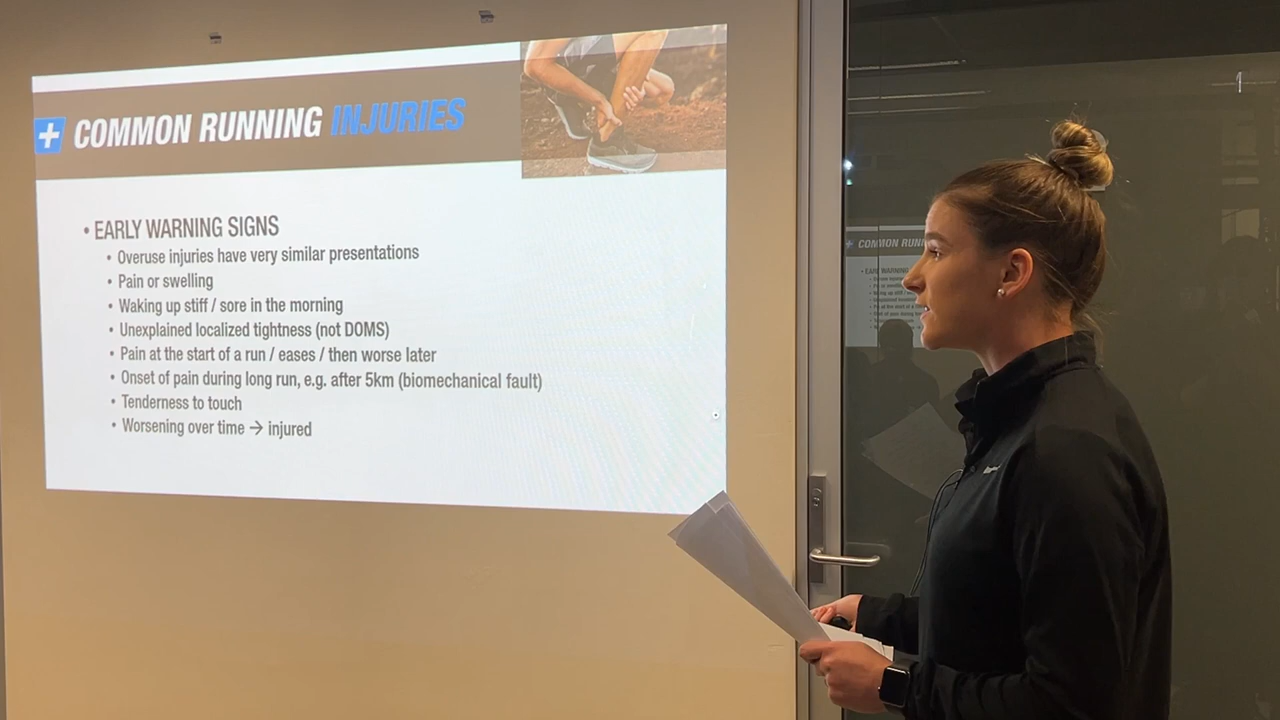 COMMON RUNNING INJURIES
• EARLY WARNING SIGNS
• Overuse injuries have very similar presentations
• Pain or swelling
• Waking up stiff / sore in the morning
• Unexplained localized tightness (not DOMS)
• Pain at the start of a run / eases / then worse later
• Onset of pain during long run, e.g. after 5km (biomechanical fault)
• Tenderness to touch
• Worsening over time → injured
COMMON RUN